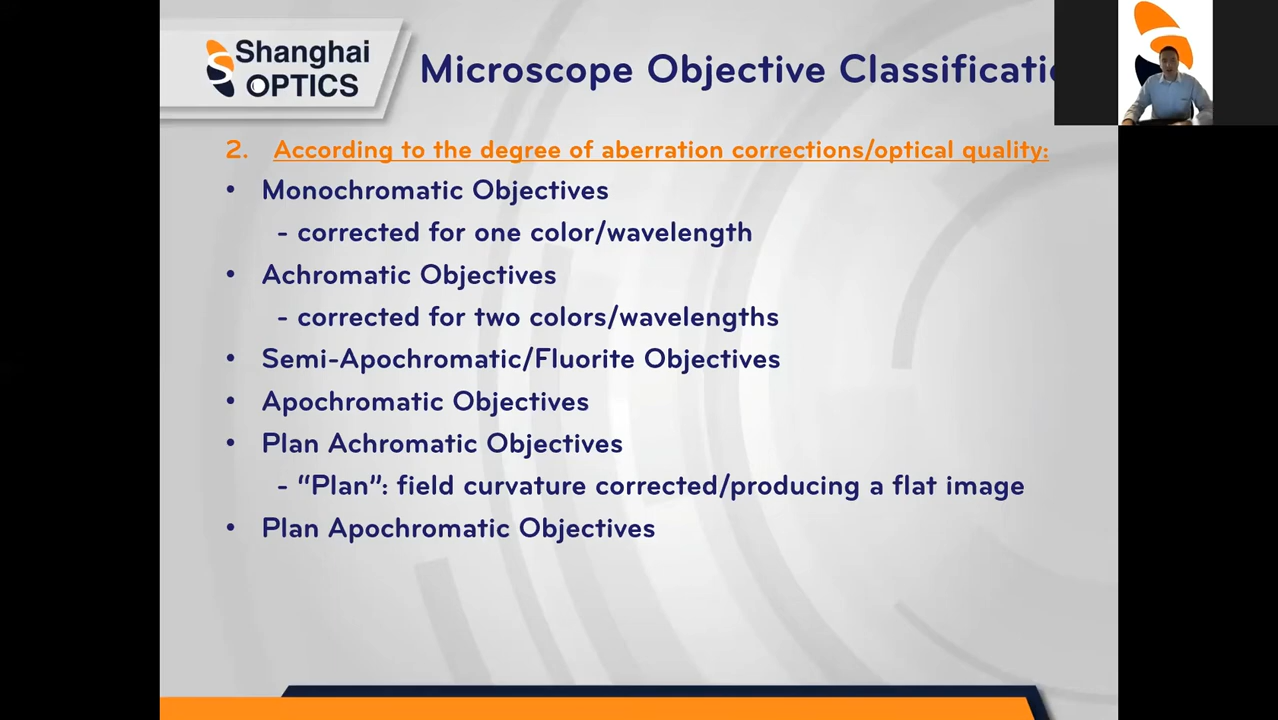 Shanghai
OPTICS
Microscope Objective Classificatio
2. According to the degree of aberration corrections/optical quality:
• Monochromatic Objectives
- corrected for one color/wavelength
• Achromatic Objectives
- corrected for two colors/wavelengths
• Semi-Apochromatic/Fluorite Objectives
• Apochromatic Objectives
• Plan Achromatic Objectives
- “Plan”: field curvature corrected/producing a flat image
• Plan Apochromatic Objectives